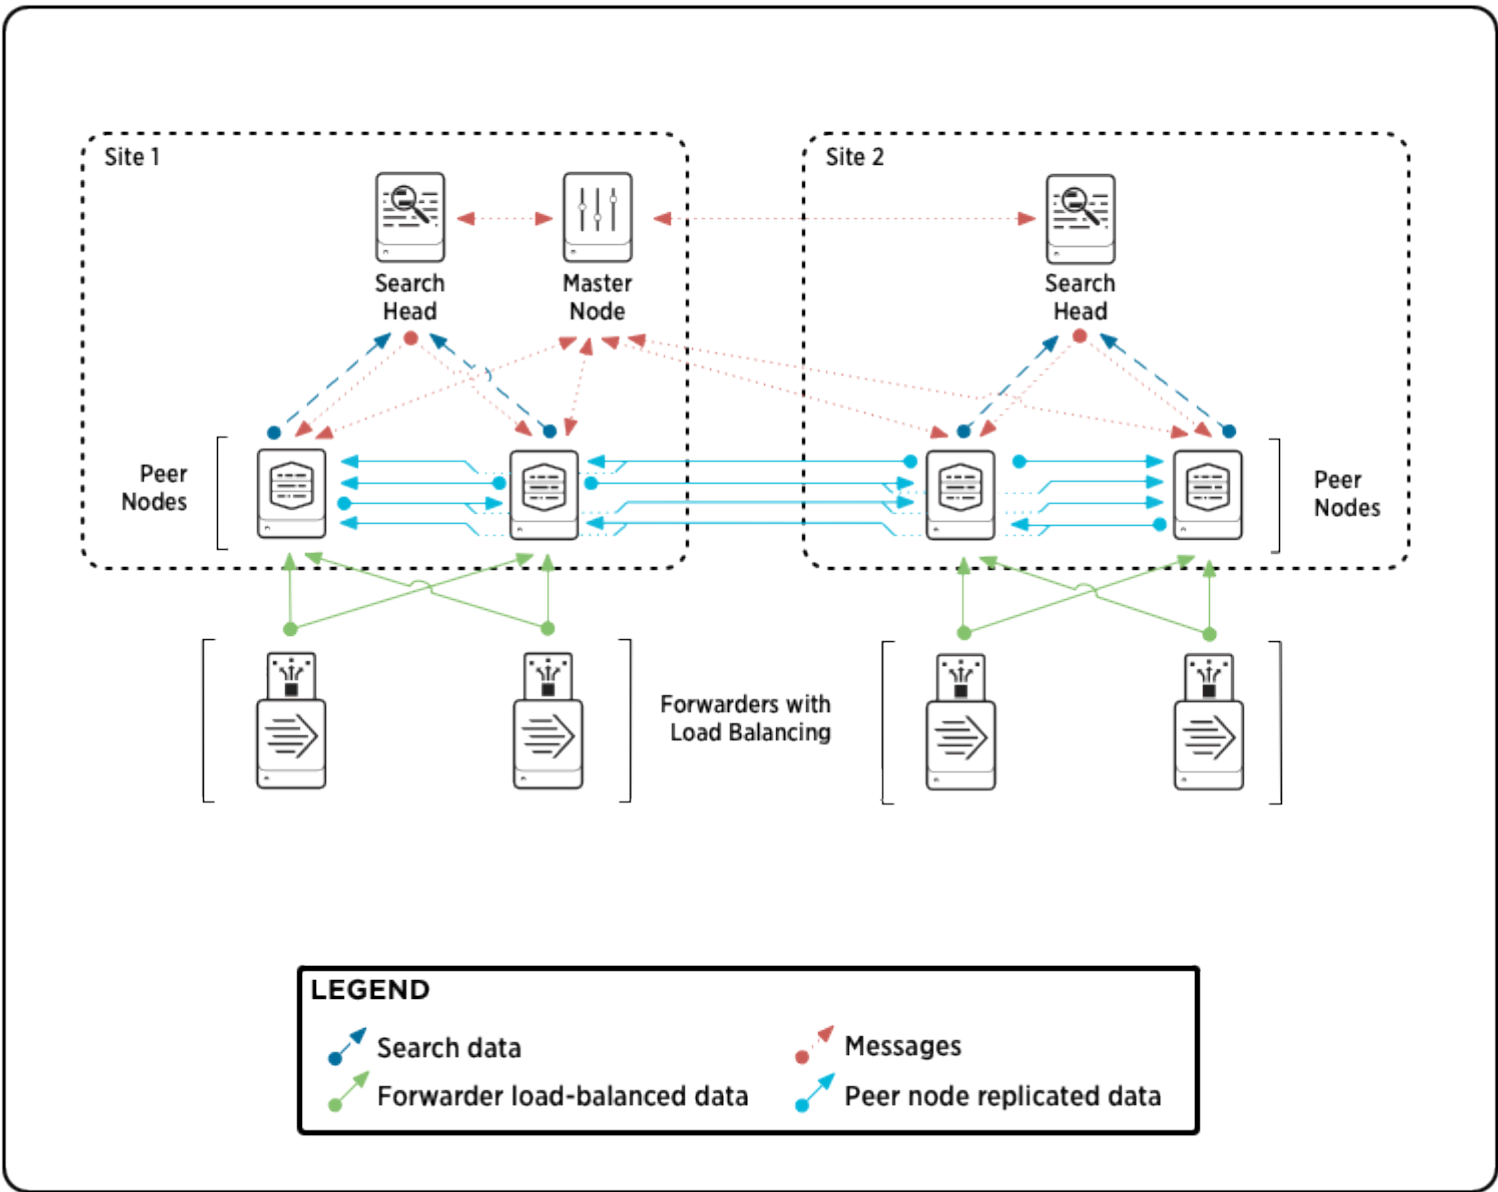 Site 1
Site 2
Search
Head
Master
Node
Search
Head
Peer
Nodes
Peer
Nodes
Forwarders with
Load Balancing
LEGEND
Search data
Messages
Forwarder load-balanced data
Peer node replicated data